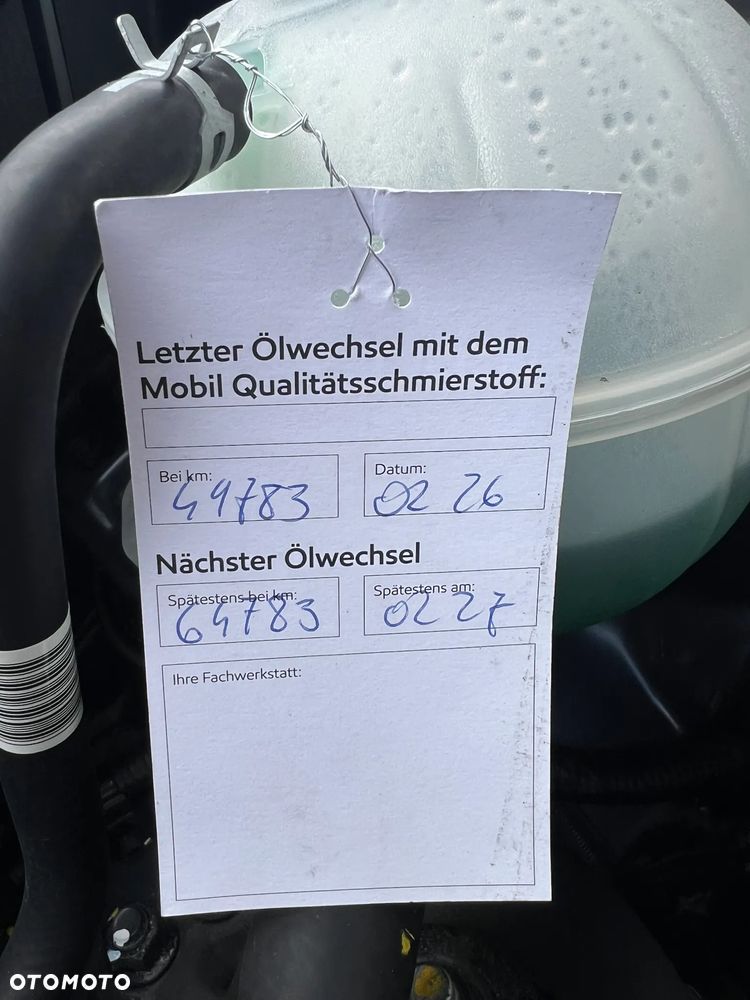 Letzter Ölwechsel mit dem
Mobil Qualitätsschmierstoff:
Bei km:
49783
Datum:
02 26
Nächster Ölwechsel
Spätestens bei km:
64783
Spätestens am:
02 27
Ihre Fachwerkstatt:
OTOMOTO